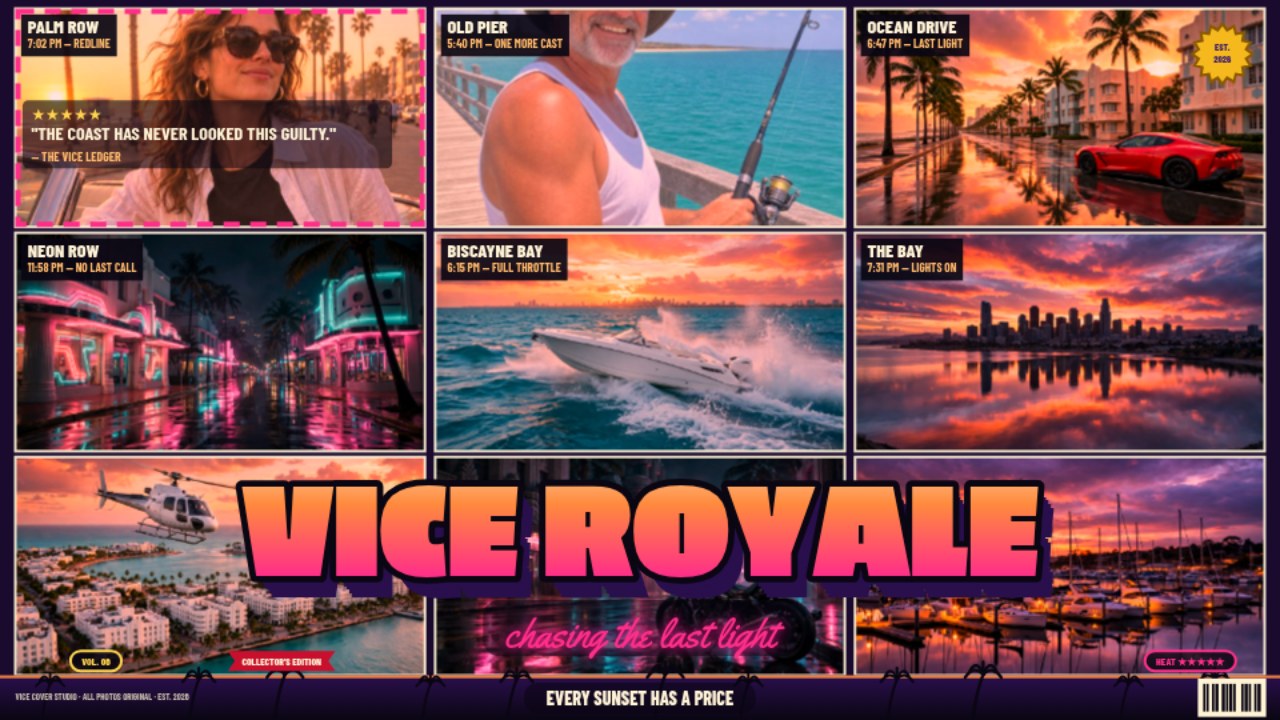 PALM ROW
7:02 PM – REDLINE
★★★★★
"THE COAST HAS NEVER LOOKED THIS GUILTY."
– THE VICE LEDGER
OLD PIER
5:40 PM – ONE MORE CAST
OCEAN DRIVE
6:47 PM – LAST LIGHT
EST.
2026
NEON ROW
11:58 PM – NO LAST CALL
BISCAYNE BAY
6:15 PM – FULL THROTTLE
THE BAY
7:31 PM – LIGHTS ON
VICE ROYALE
chasing the last light
VOL. 00
COLLECTOR'S EDITION
HEAT ★★★★★
VICE COVER STUDIO · ALL PHOTOS ORIGINAL · EST. 2026
EVERY SUNSET HAS A PRICE